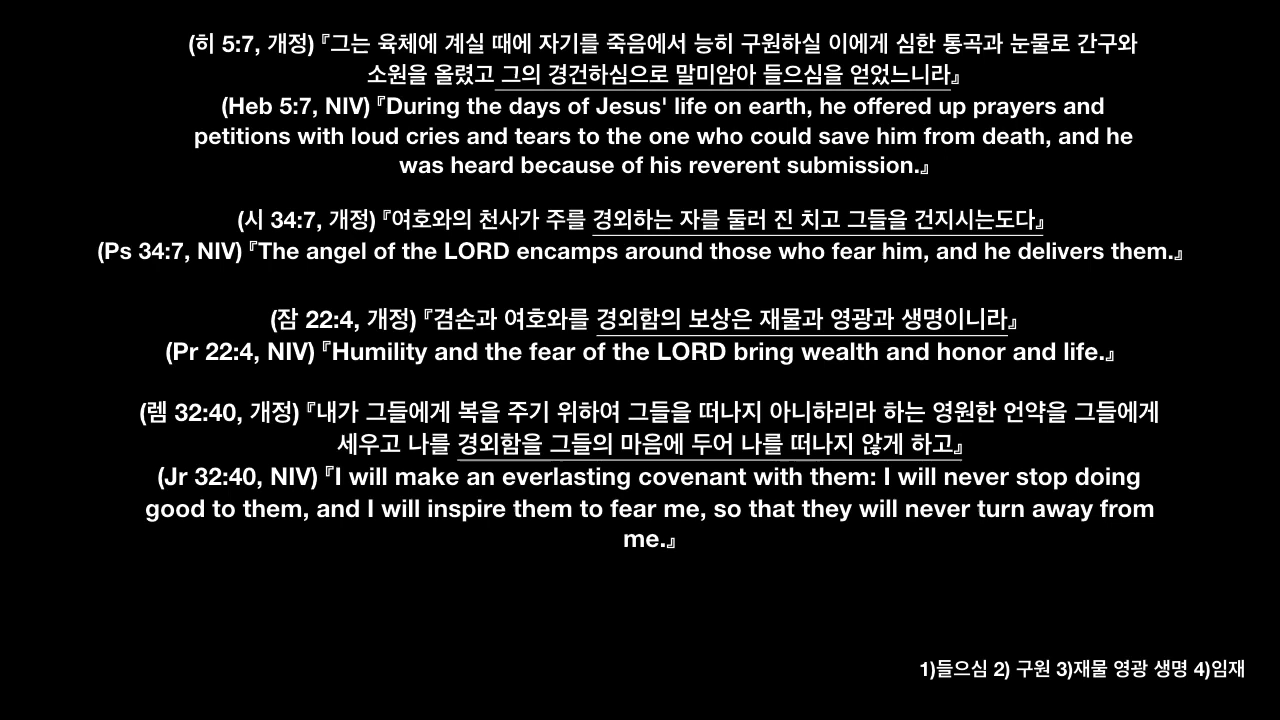 (히 5:7, 개정)『그는 육체에 계실 때에 자기를 죽음에서 능히 구원하실 이에게 심한 통곡과 눈물로 간구와
소원을 올렸고 그의 경건하심으로 말미암아 들으심을 얻었느니라』
(Heb 5:7, NIV)『During the days of Jesus' life on earth, he offered up prayers and
petitions with loud cries and tears to the one who could save him from death, and he
was heard because of his reverent submission.』
(시 34:7, 개정)『여호와의 천사가 주를 경외하는 자를 둘러 진 치고 그들을 건지시는도다』
(Ps 34:7, NIV)『The angel of the LORD encamps around those who fear him, and he delivers them.』
(잠 22:4, 개정)『겸손과 여호와를 경외함의 보상은 재물과 영광과 생명이니라』
(Pr 22:4, NIV)『Humility and the fear of the LORD bring wealth and honor and life.』
(렘 32:40, 개정)『내가 그들에게 복을 주기 위하여 그들을 떠나지 아니하리라 하는 영원한 언약을 그들에게
세우고 나를 경외함을 그들의 마음에 두어 나를 떠나지 않게 하고』
(Jr 32:40, NIV)『I will make an everlasting covenant with them: I will never stop doing
good to them, and I will inspire them to fear me, so that they will never turn away from
me.』
1)들으심 2) 구원 3)재물 영광 생명 4)임재